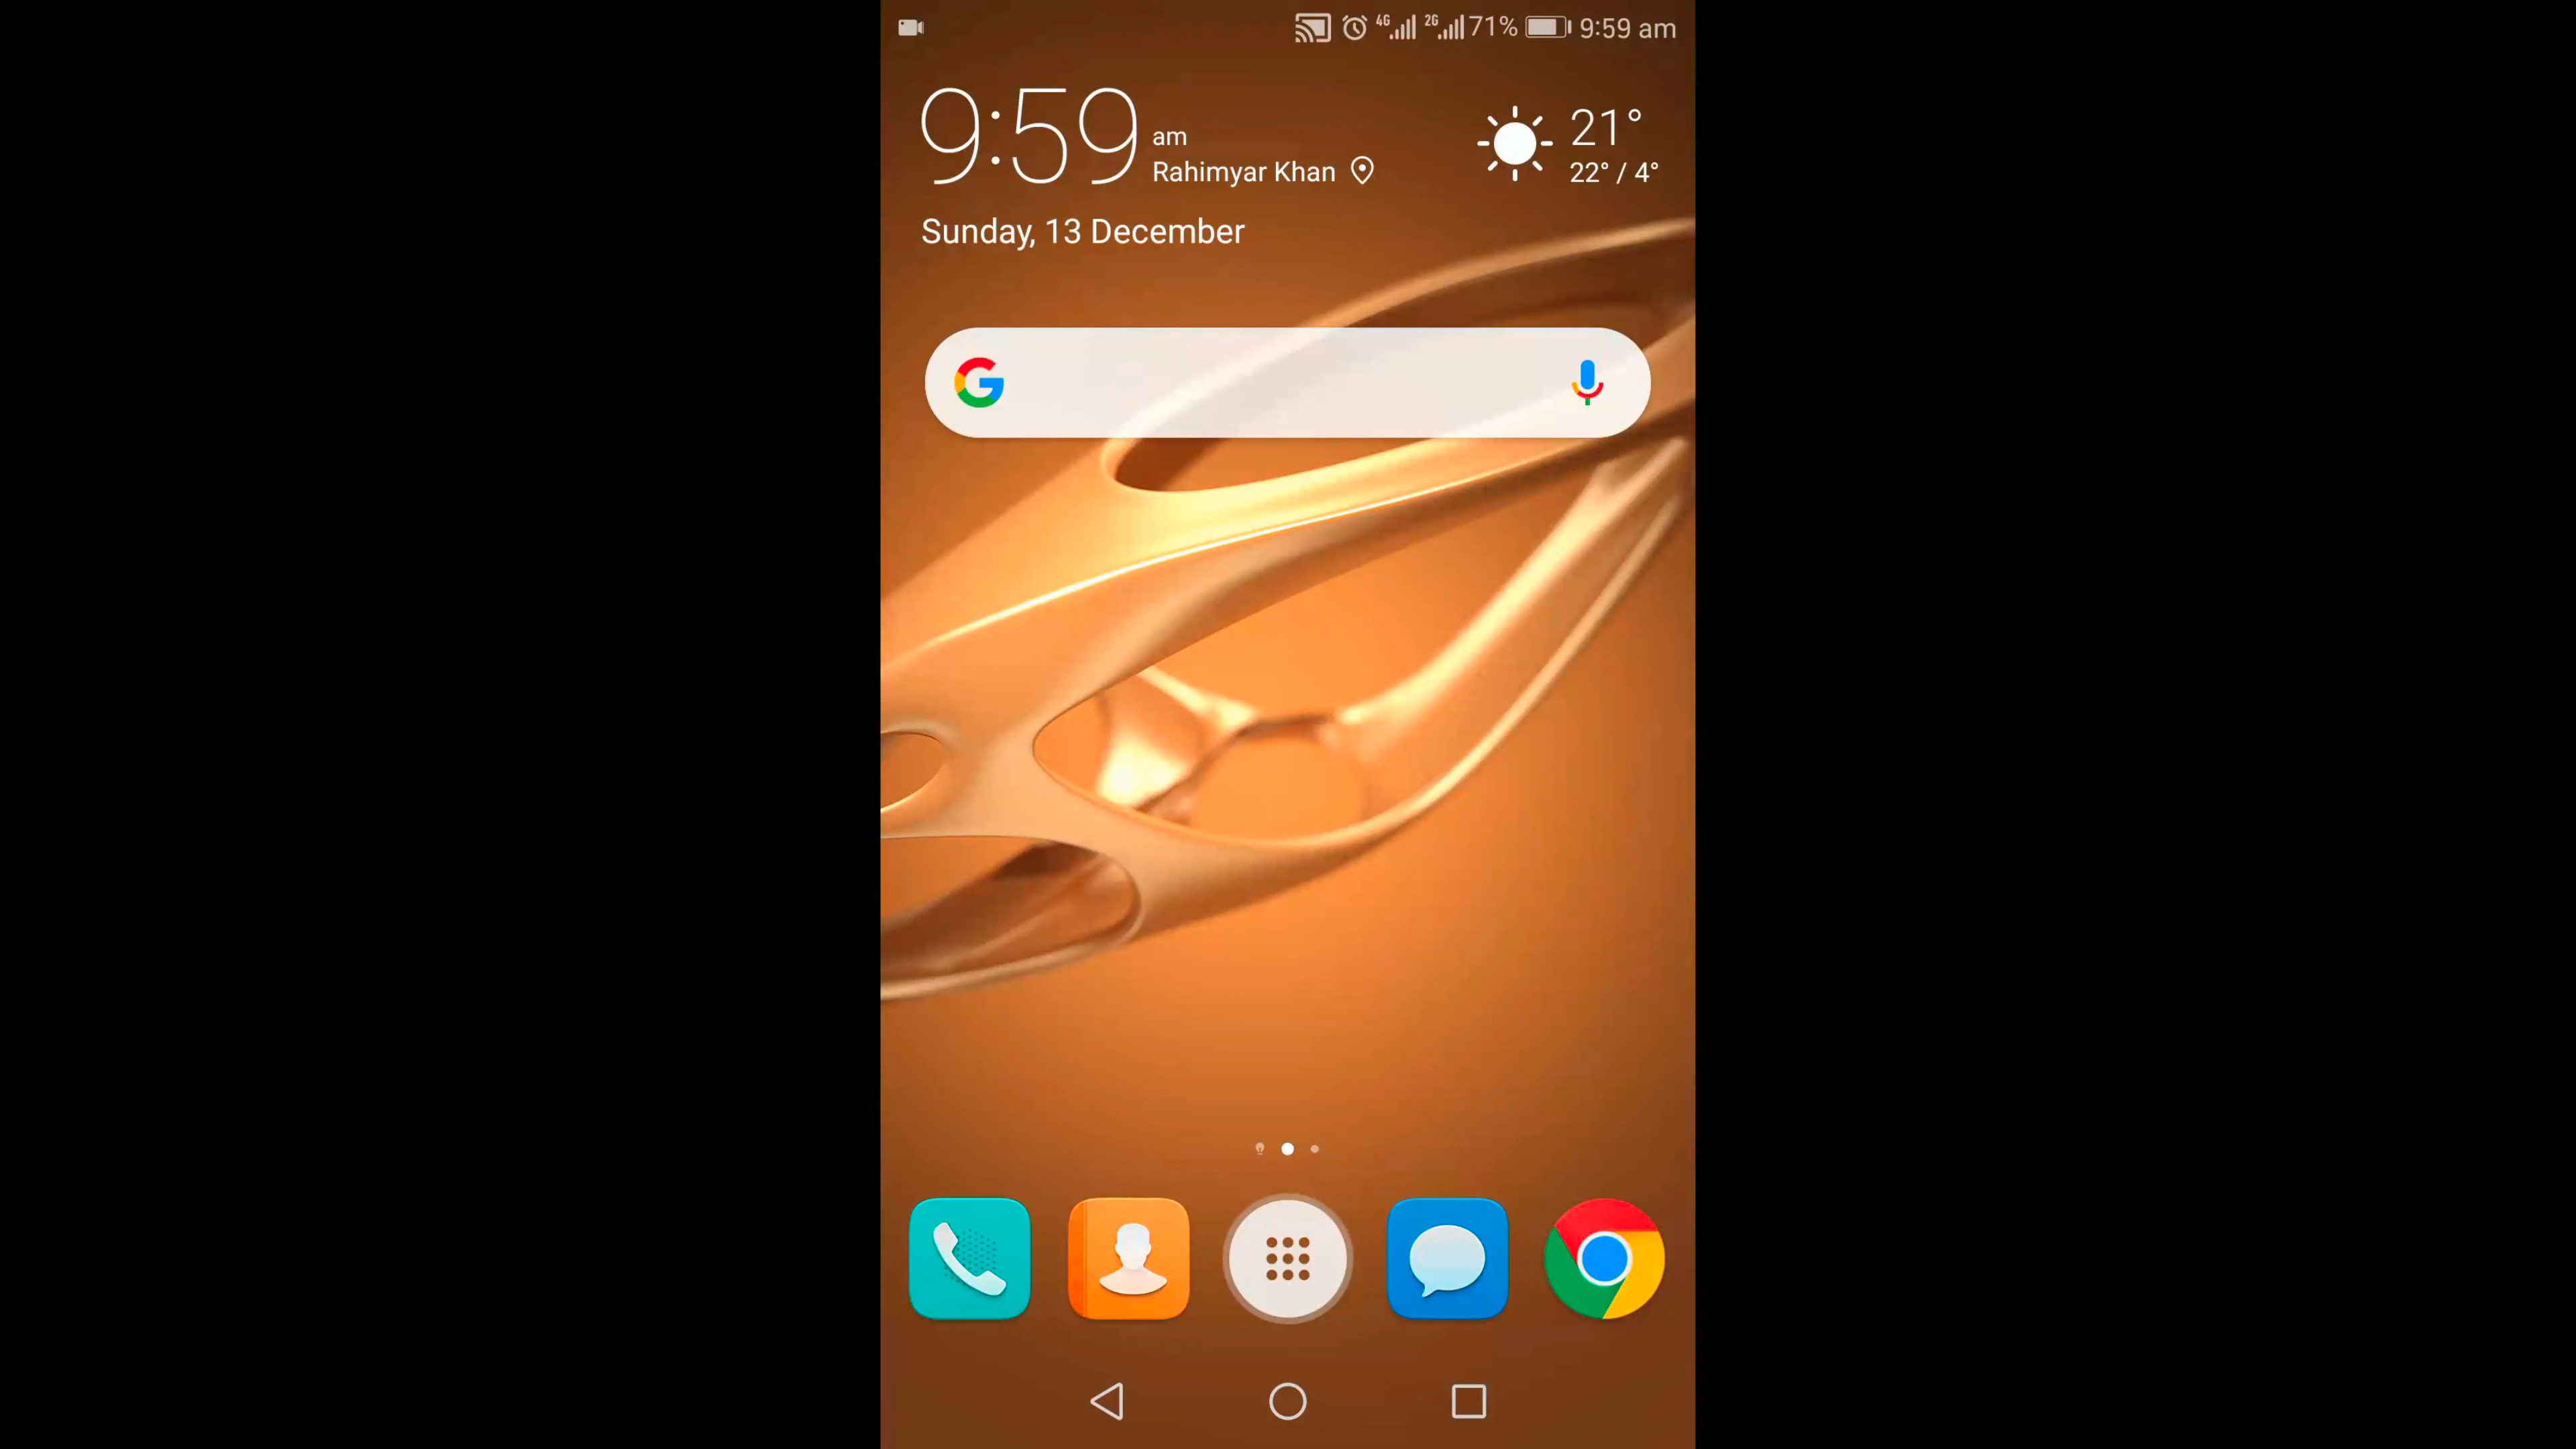 4G 2G 71% 9:59 am
9:59 am
Rahimyar Khan
21°
22° / 4°
Sunday, 13 December